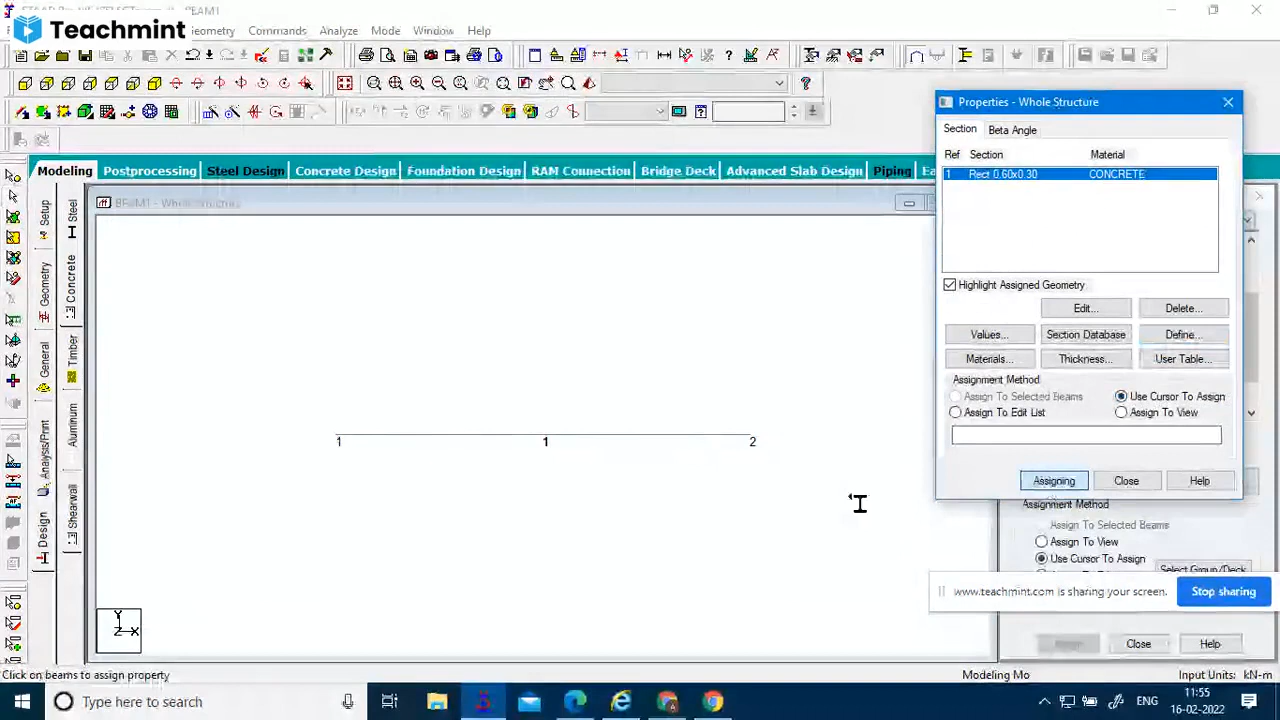 BEAM1
Teachmint
Geometry Commands Analyze Mode Window Help
Modeling Postprocessing Steel Design Concrete Design Foundation Design RAM Connection Bridge Deck Advanced Slab Design Piping
BEAM1 - Whole Structure
Setup
Geometry
General
Analysis/Print
Design
Steel
Concrete
Timber
Aluminum
Shearwall
1 1 2
Y
Z X
Properties - Whole Structure
Section Beta Angle
Ref Section Material
1 Rect 0.60x0.30 CONCRETE
Highlight Assigned Geometry
Edit... Delete...
Values... Section Database Define...
Materials... Thickness... User Table...
Assignment Method
Assign To Selected Beams Use Cursor To Assign
Assign To Edit List Assign To View
Assigning Close Help
Assignment Method
Assign To Selected Beams
Assign To View
Use Cursor To Assign
Select Group/Deck
www.teachmint.com is sharing your screen. Stop sharing
Close Help
Click on beams to assign property Modeling Mo Input Units: kN-m
Type here to search
ENG
11:55
16-02-2022